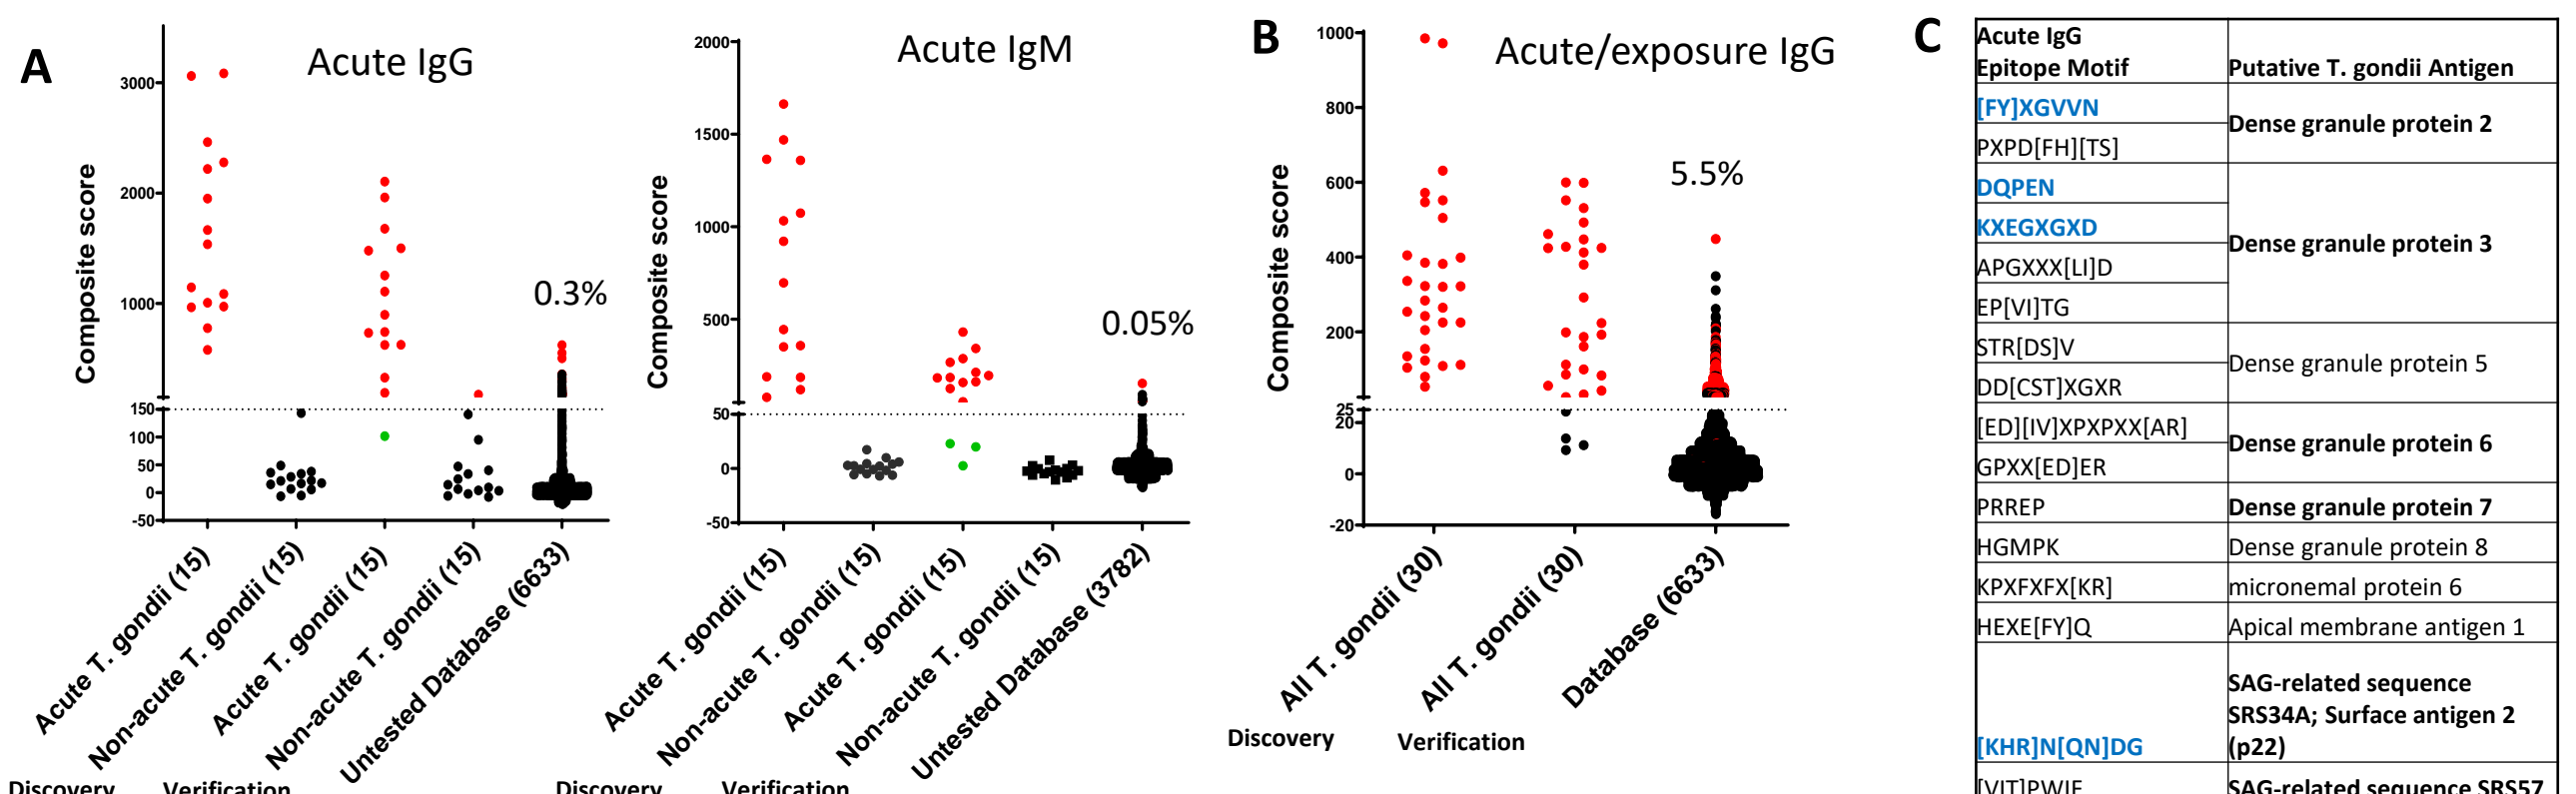 A
Acute IgG
Composite score
3000
2000
1000
150
100
50
0
-50
0.3%
Acute T. gondii (15)
Non-acute T. gondii (15)
Acute T. gondii (15)
Non-acute T. gondii (15)
Untested Database (6633)
Discovery
Verification
Acute IgM
Composite score
2000
1500
1000
500
50
0
-50
0.05%
Acute T. gondii (15)
Non-acute T. gondii (15)
Acute T. gondii (15)
Non-acute T. gondii (15)
Untested Database (3782)
Discovery
Verification
B
Acute/exposure IgG
Composite score
1000
800
600
400
200
25
20
0
-20
5.5%
All T. gondii (30)
All T. gondii (30)
Database (6633)
Discovery
Verification
C
Acute IgG
Epitope Motif
Putative T. gondii Antigen
[FY]XGVVN
Dense granule protein 2
PXPD[FH][TS]
DQPEN
KXEGXGXD
Dense granule protein 3
APGXXX[LI]D
EP[VI]TG
STR[DS]V
Dense granule protein 5
DD[CST]XGXR
[ED][IV]XPXPXX[AR]
Dense granule protein 6
GPXX[ED]ER
PRREP
Dense granule protein 7
HGMPK
Dense granule protein 8
KPXFXFX[KR]
micronemal protein 6
HEXE[FY]Q
Apical membrane antigen 1
[KHR]N[QN]DG
SAG-related sequence
SRS34A; Surface antigen 2
(p22)
[VIT]PWIF
SAG-related sequence SRS57